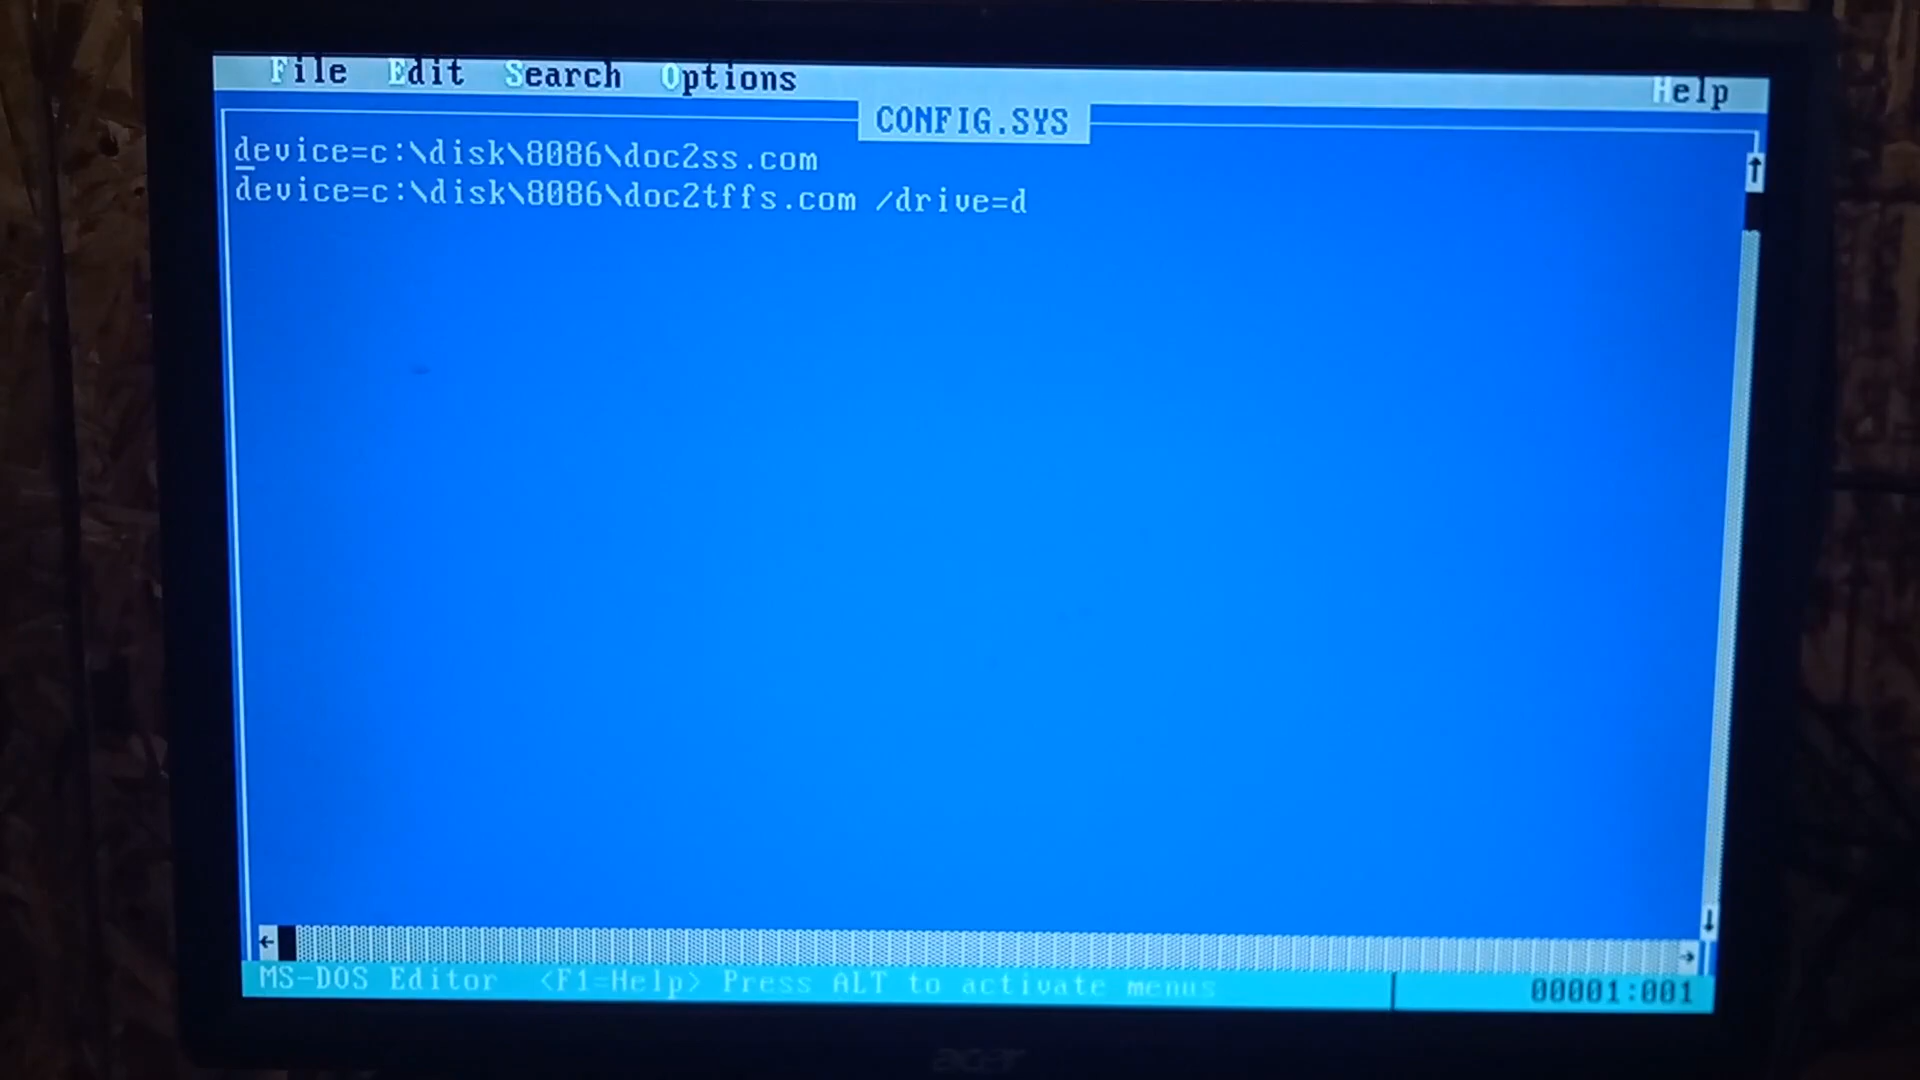 File Edit Search Options Help
CONFIG.SYS
device=c:\disk\8086\doc2ss.com
device=c:\disk\8086\doc2tffs.com /drive=d
MS-DOS Editor <F1=Help> Press ALT to activate menus 00001:001
acer